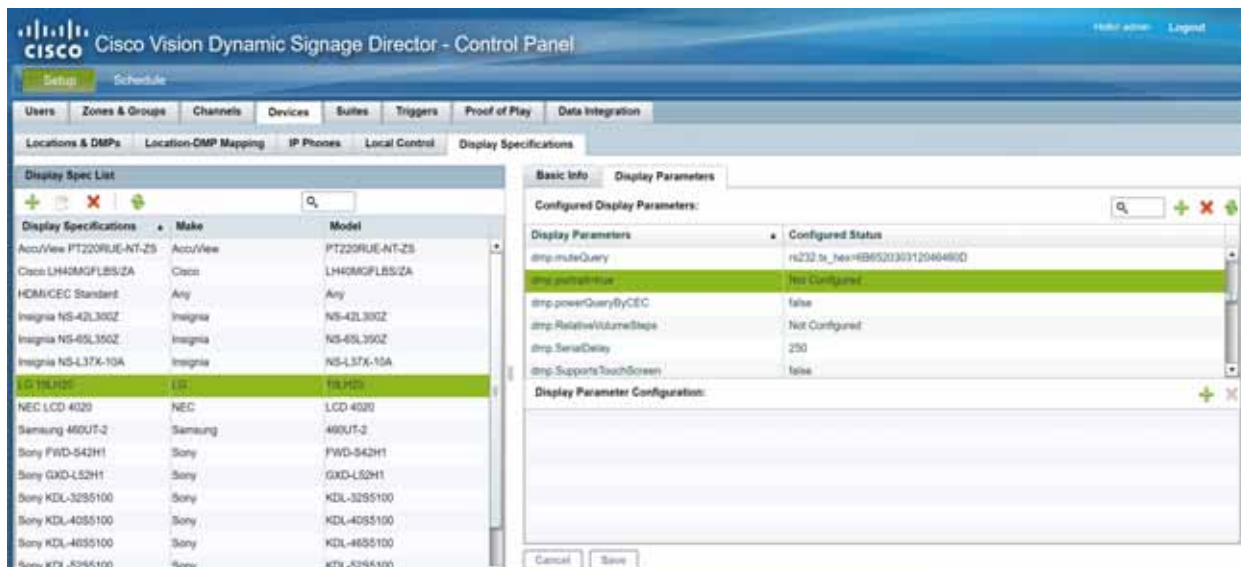 CISCO Cisco Vision Dynamic Signage Director - Control Panel
Hello! admin Logout
Setup Schedule
Users Zones & Groups Channels Devices Suites Triggers Proof of Play Data Integration
Locations & DMPs Location-DMP Mapping IP Phones Local Control Display Specifications
Display Spec List
Display Specifications Make Model
AccuView PT220RUE-NT-ZS AccuView PT220RUE-NT-ZS
Cisco LH40MGFLBS/ZA Cisco LH40MGFLBS/ZA
HDMI/CEC Standard Any Any
Insignia NS-42L300Z Insignia NS-42L300Z
Insignia NS-65L350Z Insignia NS-65L350Z
Insignia NS-L37X-10A Insignia NS-L37X-10A
LG 19LH20 LG 19LH20
NEC LCD 4020 NEC LCD 4020
Samsung 460UT-2 Samsung 460UT-2
Sony FWD-S42H1 Sony FWD-S42H1
Sony GXD-L52H1 Sony GXD-L52H1
Sony KDL-32S5100 Sony KDL-32S5100
Sony KDL-40S5100 Sony KDL-40S5100
Sony KDL-46S5100 Sony KDL-46S5100
Sony KDL-52S5100 Sony KDL-52S5100
Basic Info Display Parameters
Configured Display Parameters:
Display Parameters Configured Status
dmp.muteQuery
Not Configured
dmp.powerQueryByCEC false
dmp.RelativeVolumeSteps Not Configured
dmp.SerialDelay 250
dmp.SupportsTouchScreen false
Display Parameter Configuration:
Cancel Save